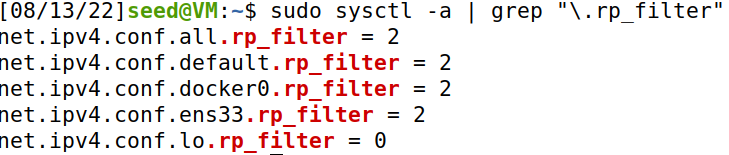 [08/13/22]seed@VM:~$ sudo sysctl -a | grep "\.rp_filter"
net.ipv4.conf.all.rp_filter = 2
net.ipv4.conf.default.rp_filter = 2
net.ipv4.conf.docker0.rp_filter = 2
net.ipv4.conf.ens33.rp_filter = 2
net.ipv4.conf.lo.rp_filter = 0